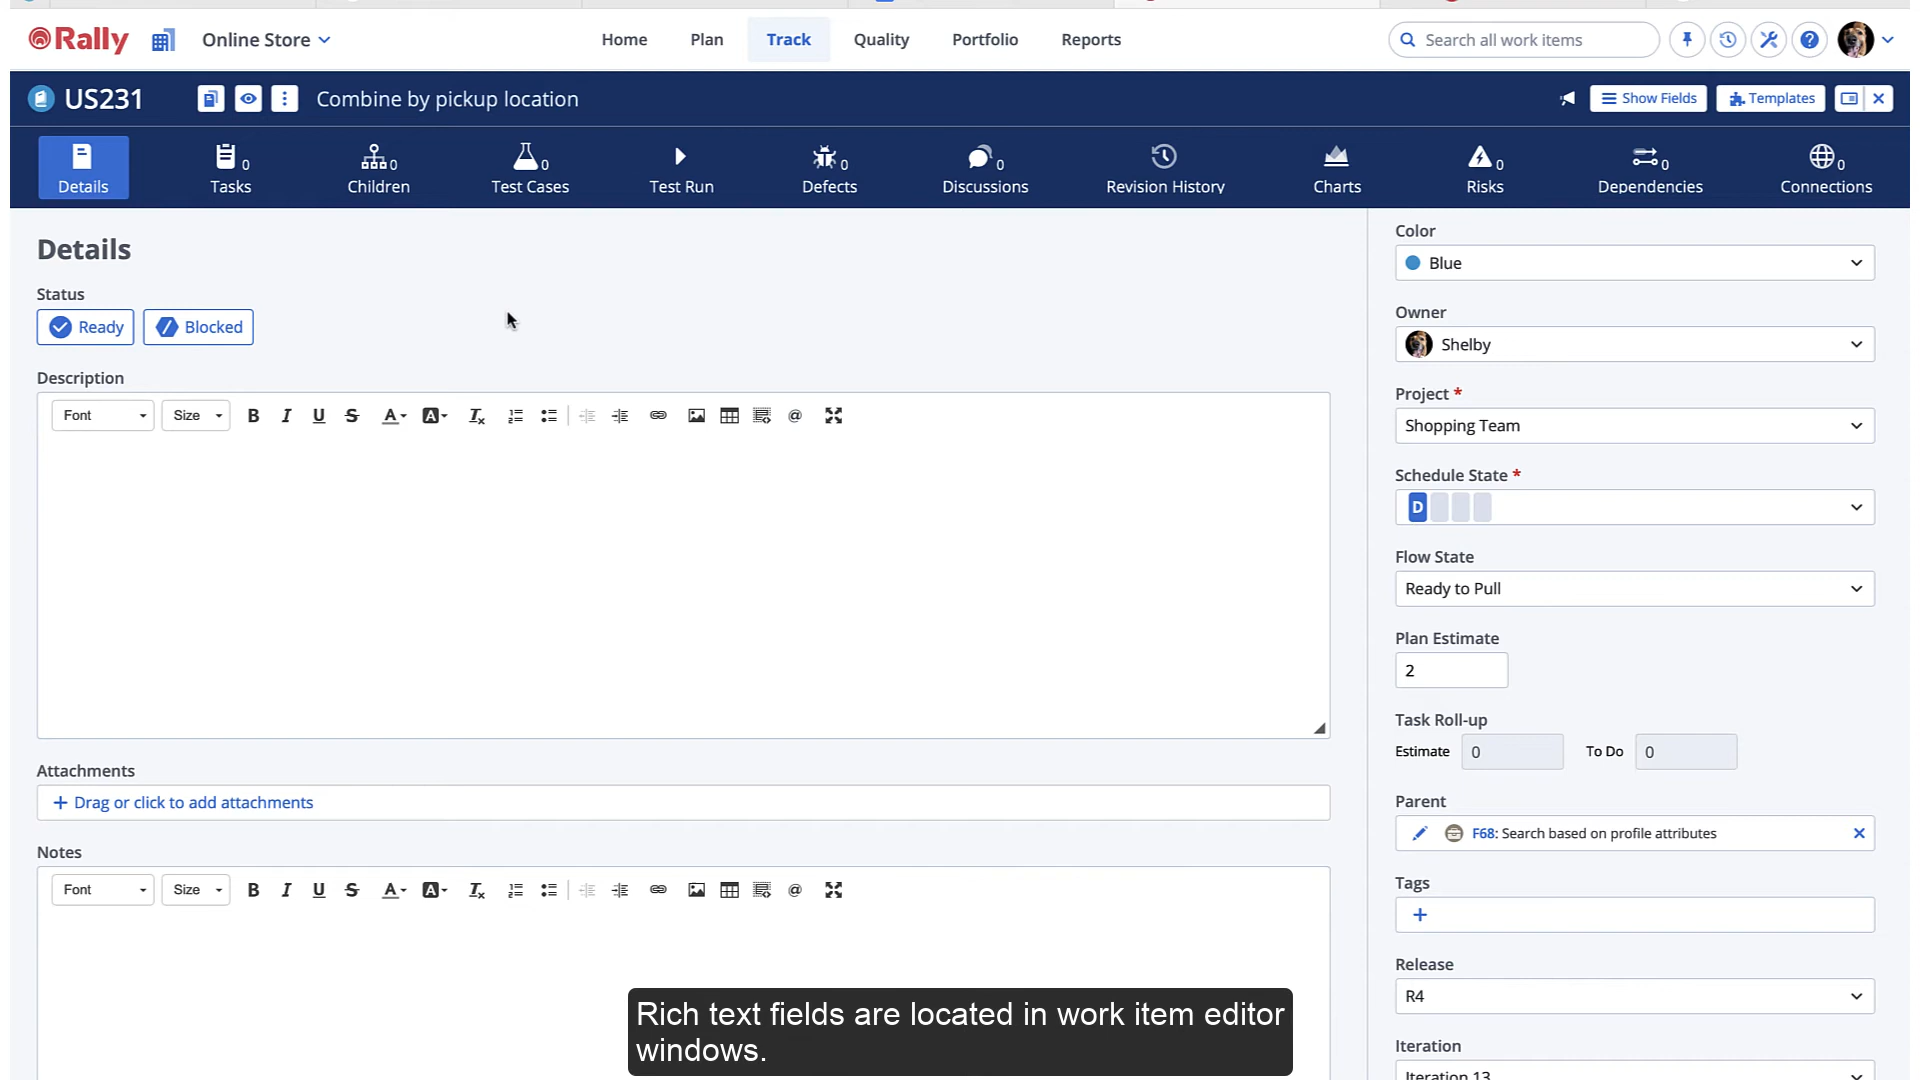 Rally
Online Store
Home
Plan
Track
Quality
Portfolio
Reports
Search all work items
US231
Combine by pickup location
Show Fields
Templates
Details
0
Tasks
0
Children
0
Test Cases
Test Run
0
Defects
0
Discussions
Revision History
Charts
0
Risks
0
Dependencies
0
Connections
Details
Status
Ready
Blocked
Description
Font
Size
B I U S A A Tx @
Attachments
+ Drag or click to add attachments
Notes
Font
Size
B I U S A A Tx @
Color
Blue
Owner
Shelby
Project *
Shopping Team
Schedule State *
D
Flow State
Ready to Pull
Plan Estimate
2
Task Roll-up
Estimate 0 To Do 0
Parent
F68: Search based on profile attributes
Tags
+
Release
R4
Iteration
Iteration 13
Rich text fields are located in work item editor
windows.